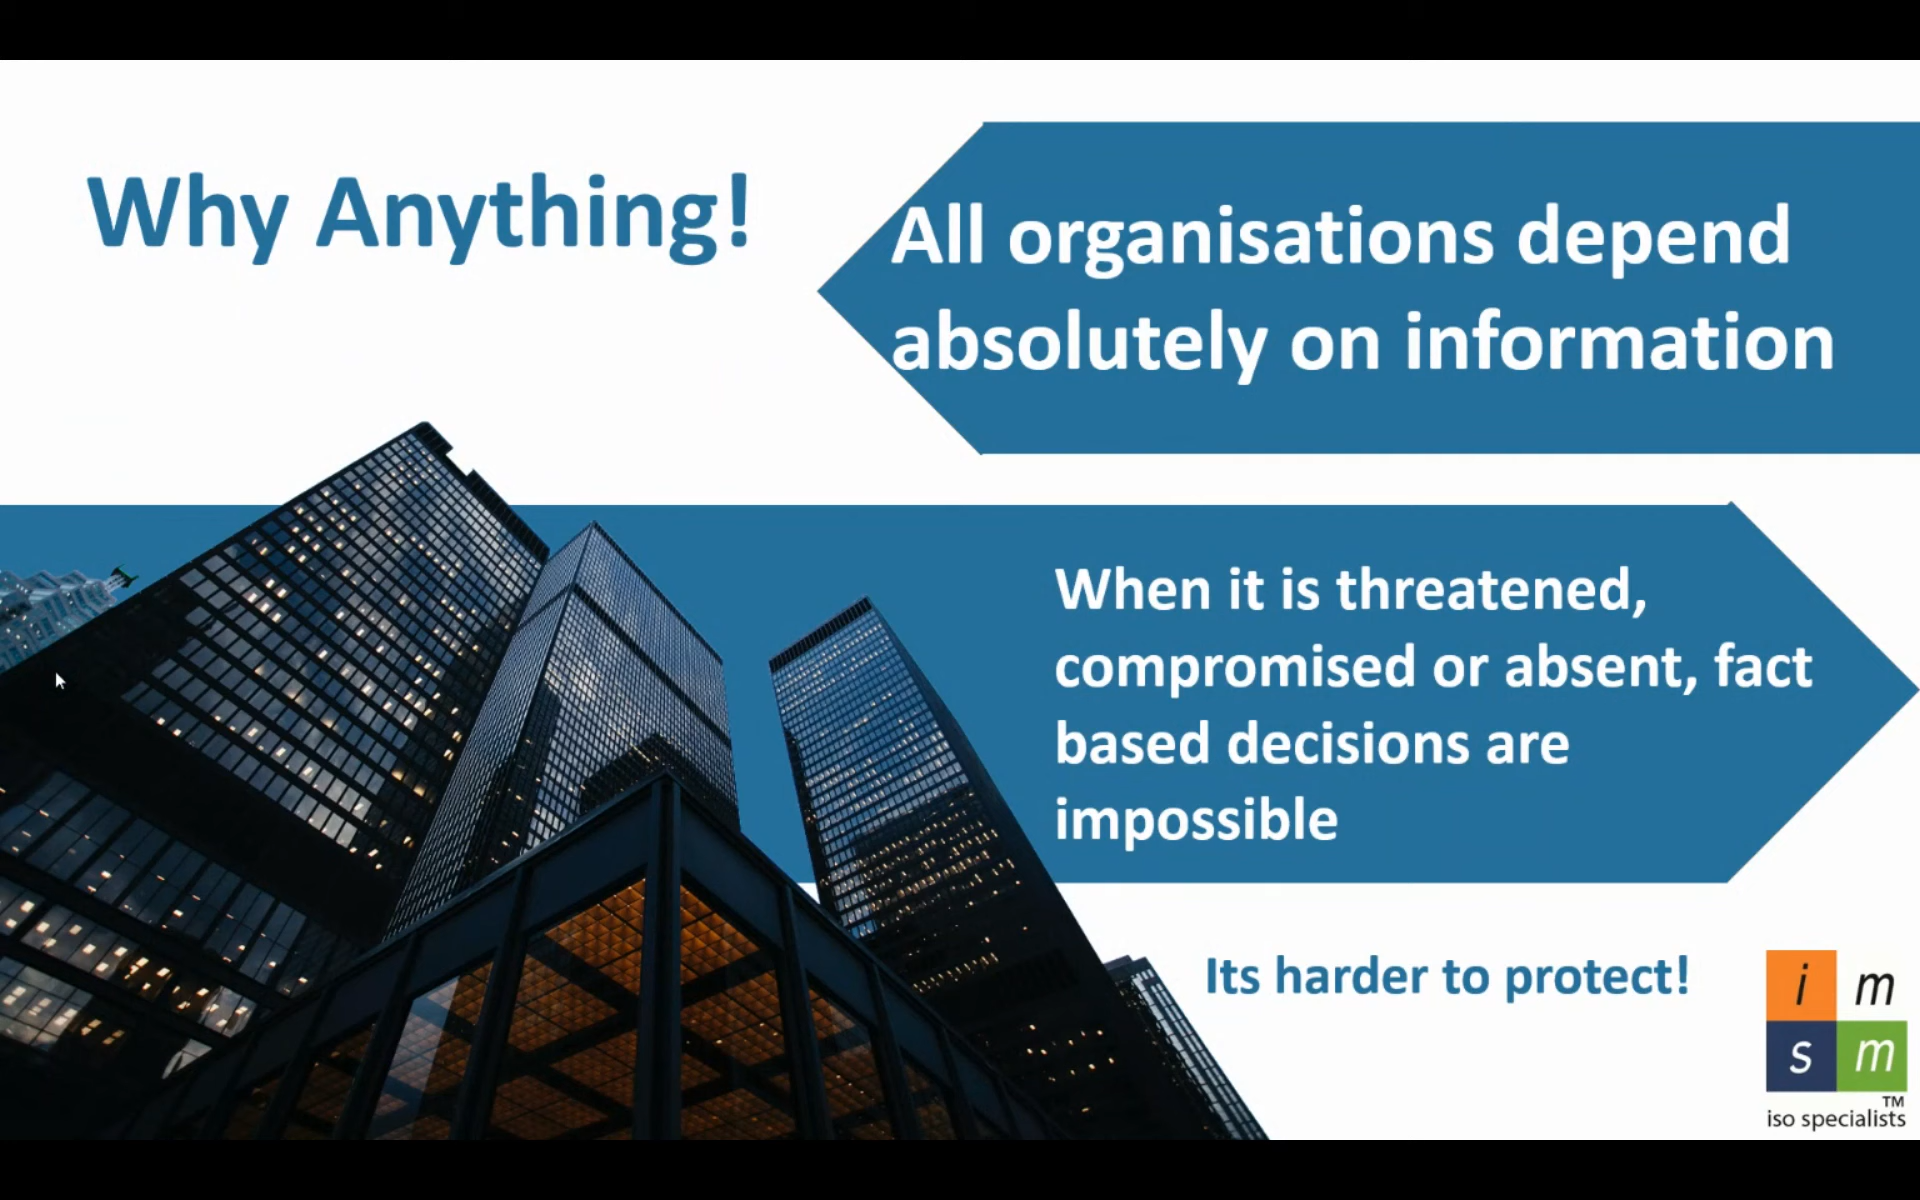 Why Anything!
All organisations depend
absolutely on information
When it is threatened,
compromised or absent, fact
based decisions are
impossible
Its harder to protect!
i m
s m
TM
iso specialists